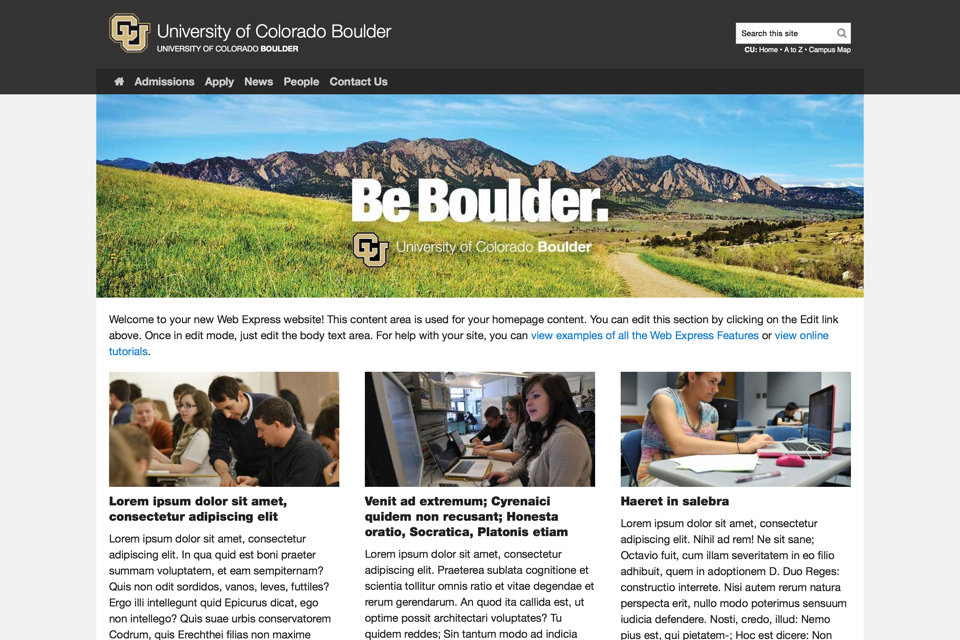 University of Colorado Boulder
UNIVERSITY OF COLORADO BOULDER
Search this site
CU: Home • A to Z • Campus Map
Admissions Apply News People Contact Us
Be Boulder.
University of Colorado Boulder
Welcome to your new Web Express website! This content area is used for your homepage content. You can edit this section by clicking on the Edit link
above. Once in edit mode, just edit the body text area. For help with your site, you can view examples of all the Web Express Features or view online
tutorials.
Lorem ipsum dolor sit amet,
consectetur adipiscing elit
Lorem ipsum dolor sit amet, consectetur
adipiscing elit. In qua quid est boni praeter
summam voluptatem, et eam sempiternam?
Quis non odit sordidos, vanos, leves, futtiles?
Ergo illi intellegunt quid Epicurus dicat, ego
non intellego? Quis suae urbis conservatorem
Codrum, quis Erechthei filias non maxime
Venit ad extremum; Cyrenaici
quidem non recusant; Honesta
oratio, Socratica, Platonis etiam
Lorem ipsum dolor sit amet, consectetur
adipiscing elit. Praeterea sublata cognitione et
scientia tollitur omnis ratio et vitae degendae et
rerum gerendarum. An quod ita callida est, ut
optime possit architectari voluptates? Tu
quidem reddes; Sin tantum modo ad indicia
Haeret in salebra
Lorem ipsum dolor sit amet, consectetur
adipiscing elit. Nihil ad rem! Ne sit sane;
Octavio fuit, cum illam severitatem in eo filio
adhibuit, quem in adoptionem D. Duo Reges:
constructio interrete. Nisi autem rerum natura
perspecta erit, nullo modo poterimus sensuum
iudicia defendere. Nosti, credo, illud: Nemo
pius est, qui pietatem-; Hoc est dicere: Non